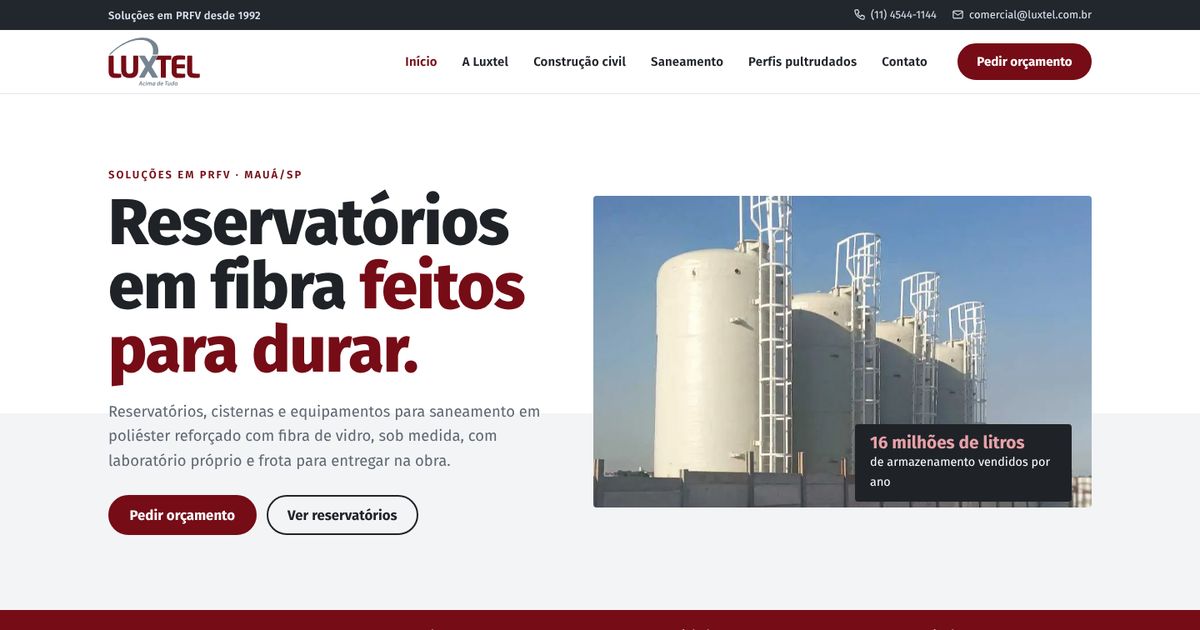 Soluções em PRFV desde 1992
(11) 4544-1144
comercial@luxtel.com.br
LUXTEL
Acima de Tudo
Início
A Luxtel
Construção civil
Saneamento
Perfis pultrudados
Contato
Pedir orçamento
SOLUÇÕES EM PRFV · MAUÁ/SP
Reservatórios
em fibra feitos
para durar.
Reservatórios, cisternas e equipamentos para saneamento em
poliéster reforçado com fibra de vidro, sob medida, com
laboratório próprio e frota para entregar na obra.
Pedir orçamento
Ver reservatórios
16 milhões de litros
de armazenamento vendidos por
ano